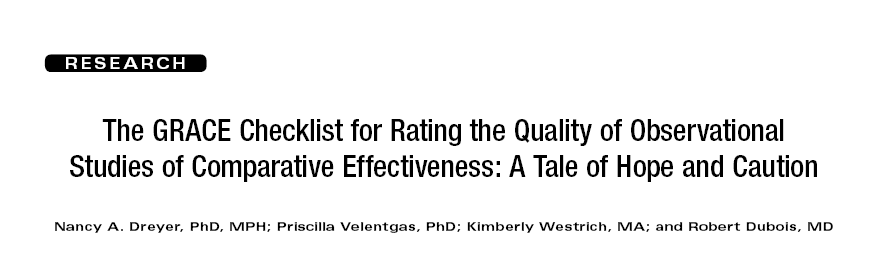 RESEARCH
The GRACE Checklist for Rating the Quality of Observational
Studies of Comparative Effectiveness: A Tale of Hope and Caution
Nancy A. Dreyer, PhD, MPH; Priscilla Velentgas, PhD; Kimberly Westrich, MA; and Robert Dubois, MD